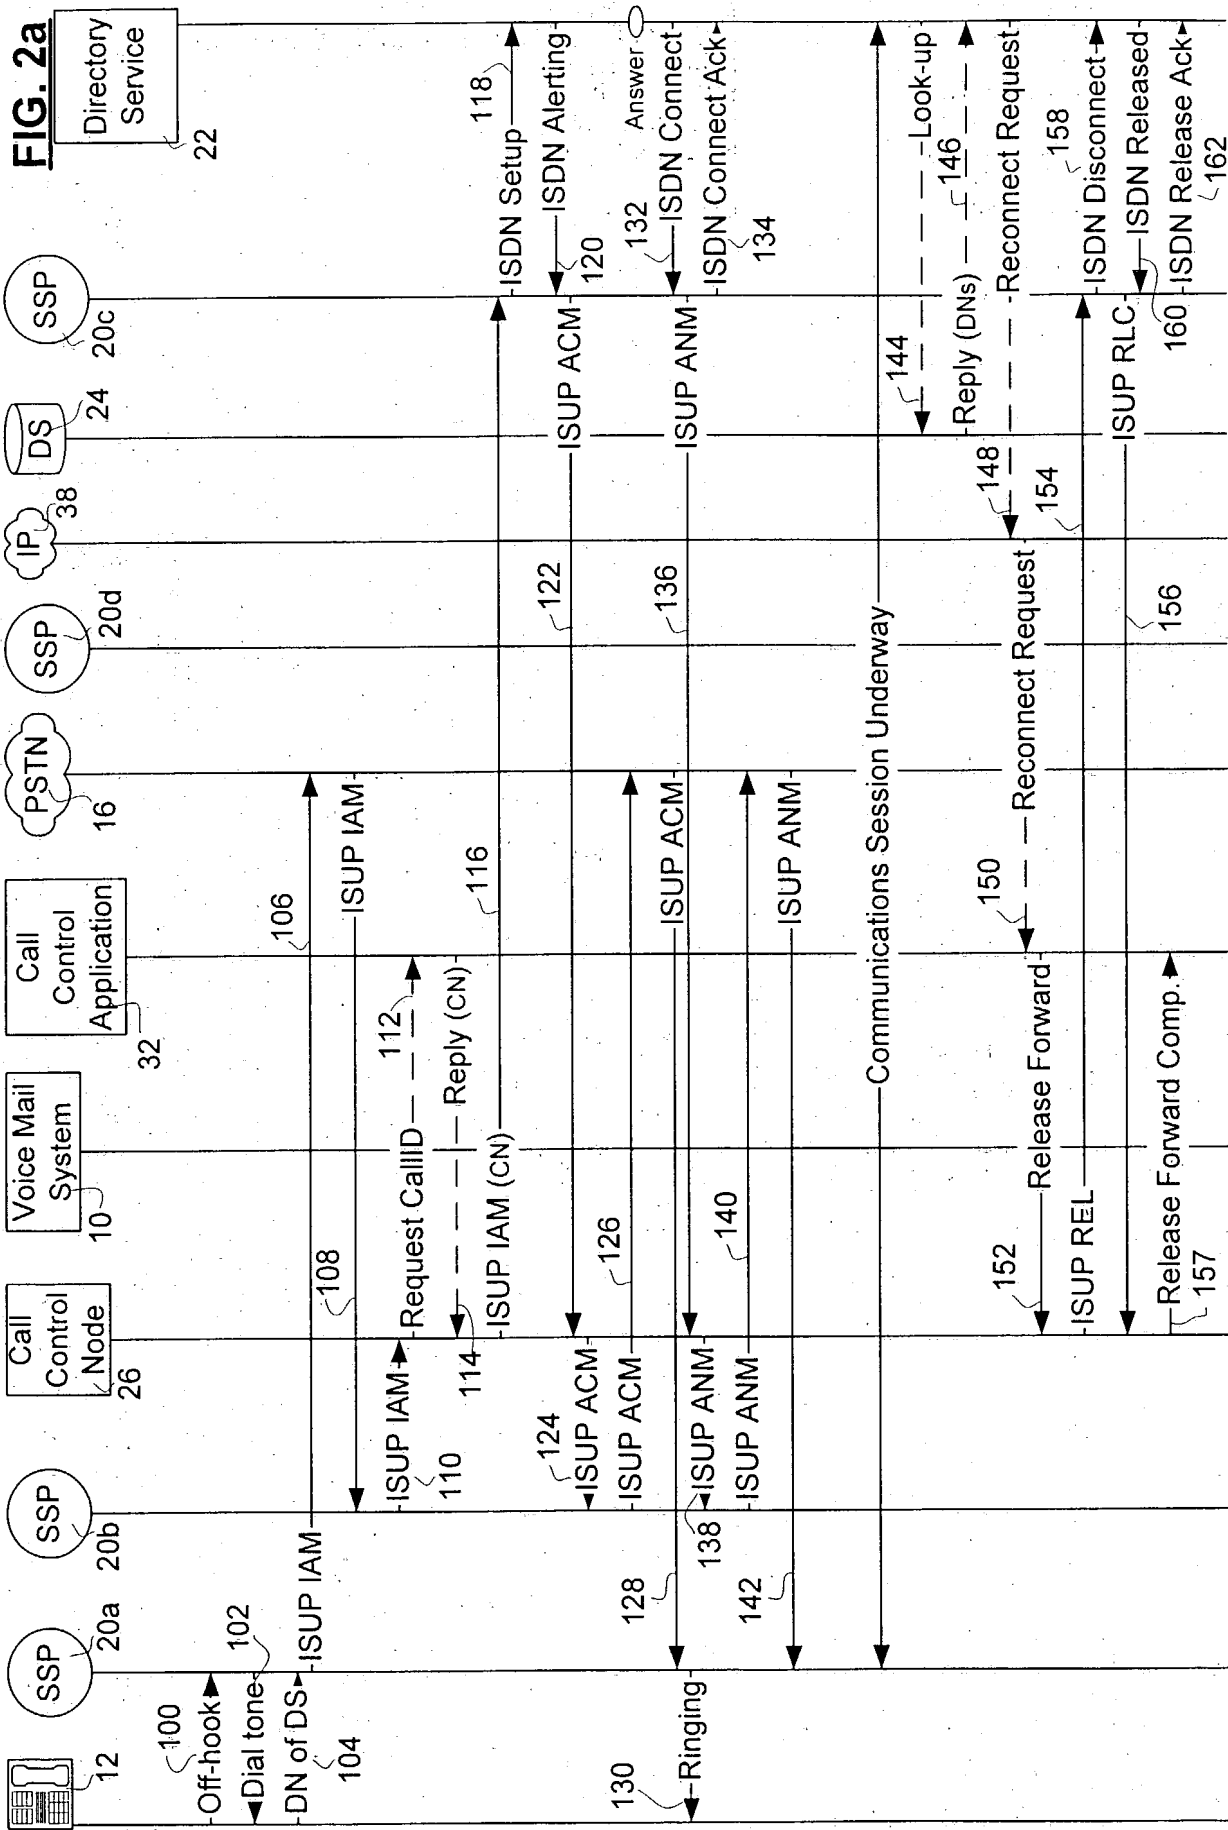 FIG. 2a
12
SSP
20a
SSP
20b
Call
Control
Node
26
Voice Mail
System
10
Call
Control
Application
32
PSTN
16
SSP
20d
IP
38
DS
24
SSP
20c
Directory
Service
22
100
Off-hook
Dial tone
102
DN of DS
104
ISUP IAM
106
ISUP IAM
108
ISUP IAM
110
Request CallID
112
Reply (CN)
114
ISUP IAM (CN)
116
ISDN Setup
118
ISDN Alerting
120
ISUP ACM
122
ISUP ACM
124
ISUP ACM
126
ISUP ACM
128
Ringing
130
Answer
ISDN Connect
132
ISDN Connect Ack
134
ISUP ANM
136
ISUP ANM
138
ISUP ANM
140
ISUP ANM
142
Communications Session Underway
Look-up
144
Reply (DNs)
146
Reconnect Request
148
Reconnect Request
150
Release Forward
152
ISUP REL
154
ISUP RLC
156
Release Forward Comp.
157
ISDN Disconnect
158
ISDN Released
160
ISDN Release Ack
162